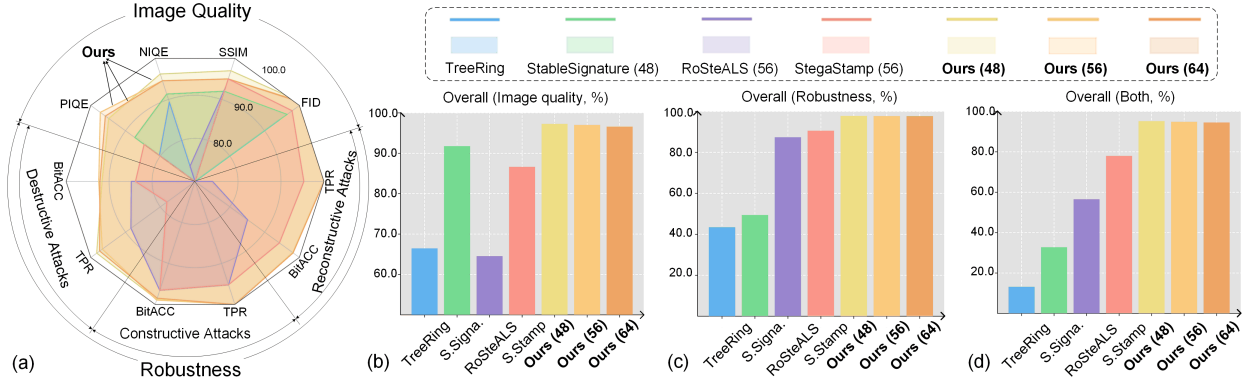 Image Quality
Ours
NIQE
SSIM
100.0
PIQE
FID
90.0
80.0
BitACC
TPR
Destructive Attacks
Reconstructive Attacks
TPR
BitACC
BitACC
TPR
Constructive Attacks
(a)
Robustness
TreeRing
StableSignature (48)
RoSteALS (56)
StegaStamp (56)
Ours (48)
Ours (56)
Ours (64)
Overall (Image quality, %)
100.0
90.0
80.0
70.0
60.0
TreeRing
S.Signa.
RoSteALS
S.Stamp
Ours (48)
Ours (56)
Ours (64)
(b)
Overall (Robustness, %)
100.0
80.0
60.0
40.0
20.0
TreeRing
S.Signa.
RoSteALS
S.Stamp
Ours (48)
Ours (56)
Ours (64)
(c)
Overall (Both, %)
100.0
80.0
60.0
40.0
20.0
TreeRing
S.Signa.
RoSteALS
S.Stamp
Ours (48)
Ours (56)
Ours (64)
(d)